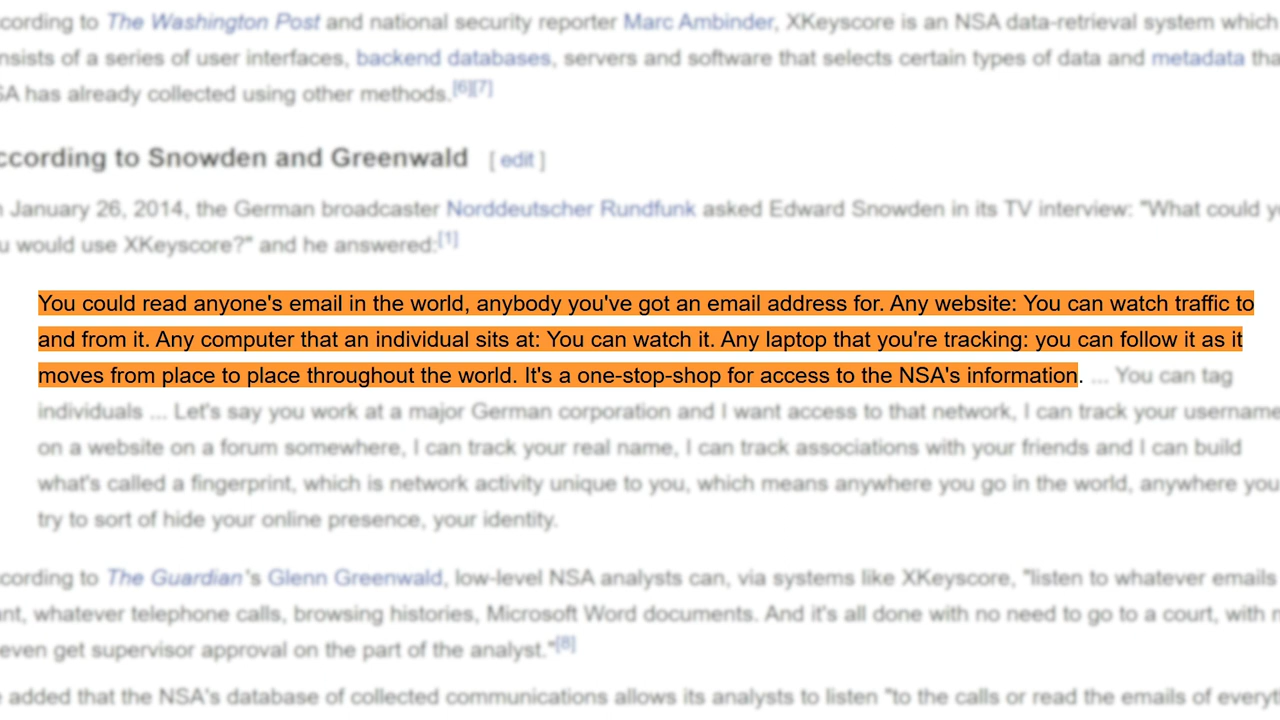 cording to The Washington Post and national security reporter Marc Ambinder, XKeyscore is an NSA data-retrieval system which
nsists of a series of user interfaces, backend databases, servers and software that selects certain types of data and metadata tha
SA has already collected using other methods.[6][7]
ccording to Snowden and Greenwald [ edit ]
n January 26, 2014, the German broadcaster Norddeutscher Rundfunk asked Edward Snowden in its TV interview: "What could yo
u would use XKeyscore?" and he answered:[1]
You could read anyone's email in the world, anybody you've got an email address for. Any website: You can watch traffic to
and from it. Any computer that an individual sits at: You can watch it. Any laptop that you're tracking: you can follow it as it
moves from place to place throughout the world. It's a one-stop-shop for access to the NSA's information. ... You can tag
individuals ... Let's say you work at a major German corporation and I want access to that network, I can track your username
on a website on a forum somewhere, I can track your real name, I can track associations with your friends and I can build
what's called a fingerprint, which is network activity unique to you, which means anywhere you go in the world, anywhere you
try to sort of hide your online presence, your identity.
cording to The Guardian's Glenn Greenwald, low-level NSA analysts can, via systems like XKeyscore, "listen to whatever emails
nt, whatever telephone calls, browsing histories, Microsoft Word documents. And it's all done with no need to go to a court, with n
even get supervisor approval on the part of the analyst."[8]
e added that the NSA's database of collected communications allows its analysts to listen "to the calls or read the emails of everyt